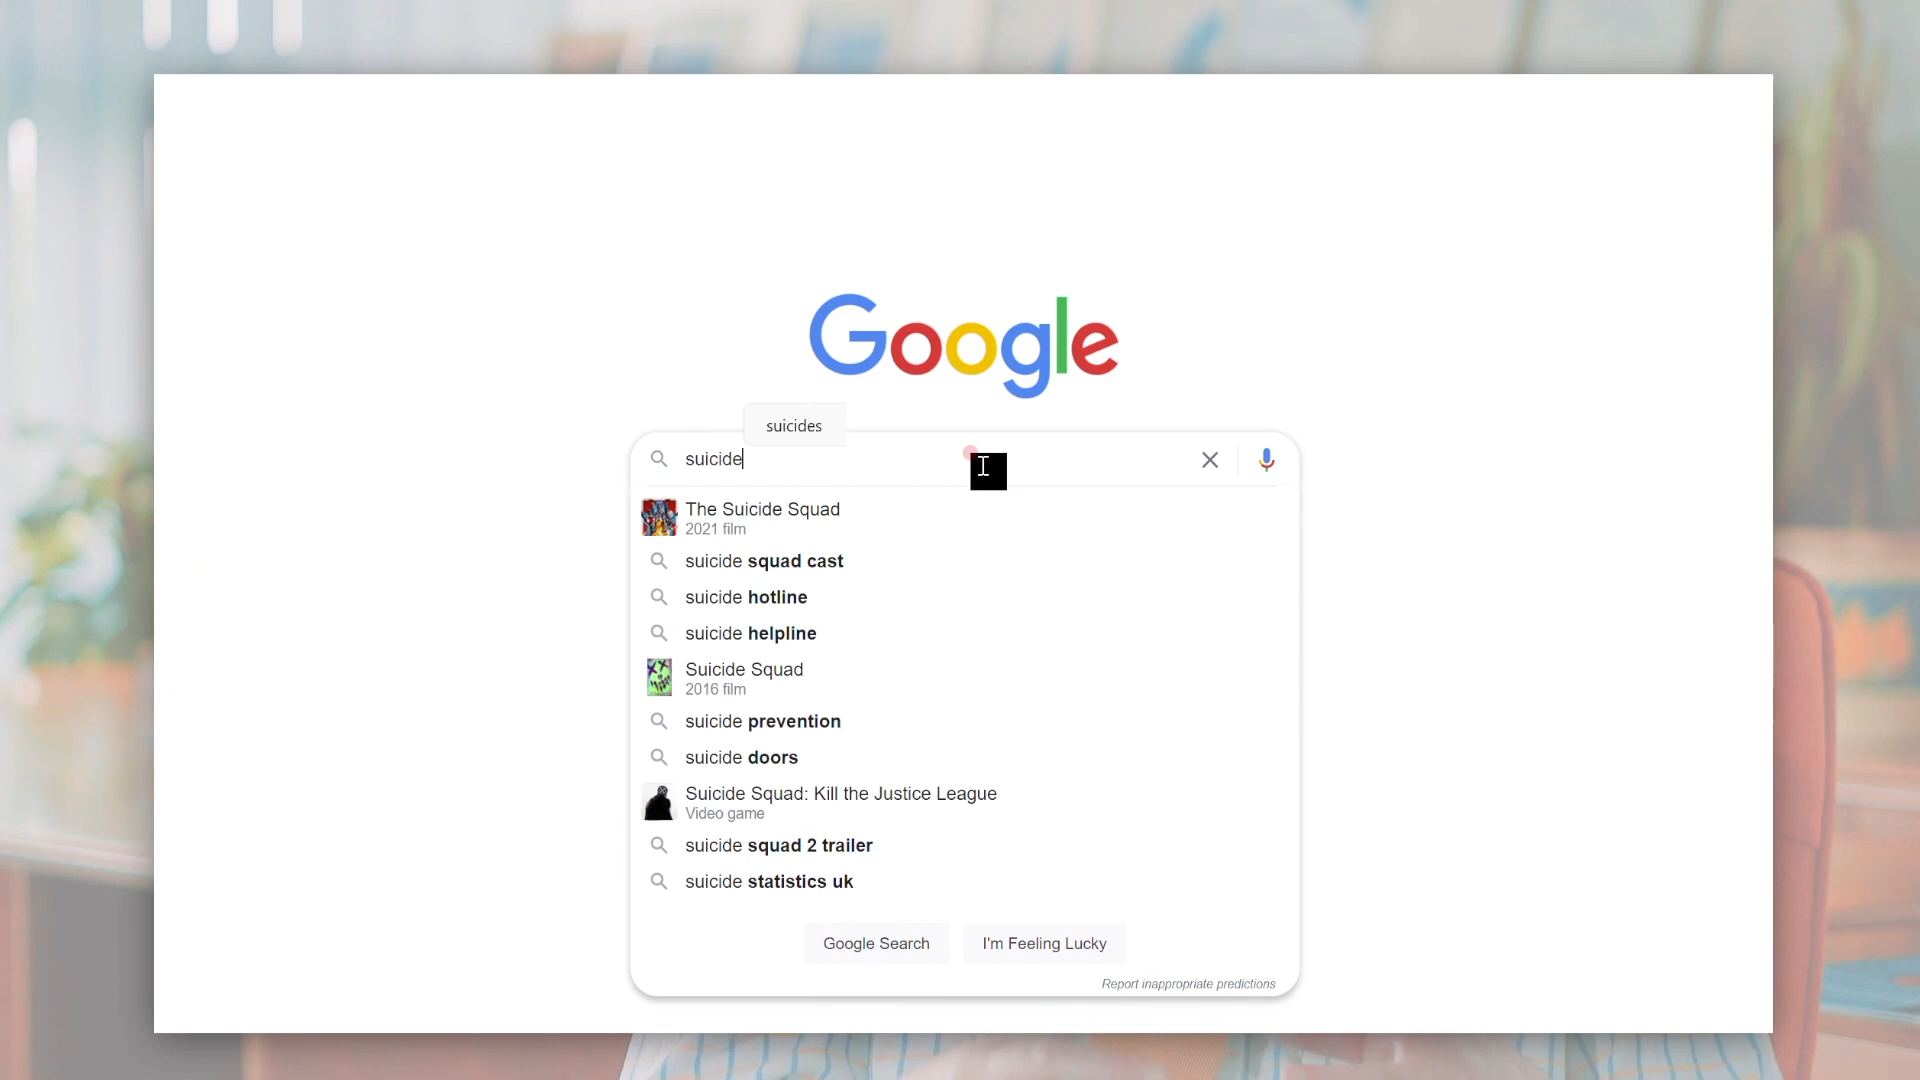 Google
suicides
suicide
The Suicide Squad
2021 film
suicide squad cast
suicide hotline
suicide helpline
Suicide Squad
2016 film
suicide prevention
suicide doors
Suicide Squad: Kill the Justice League
Video game
suicide squad 2 trailer
suicide statistics uk
Google Search
I'm Feeling Lucky
Report inappropriate predictions